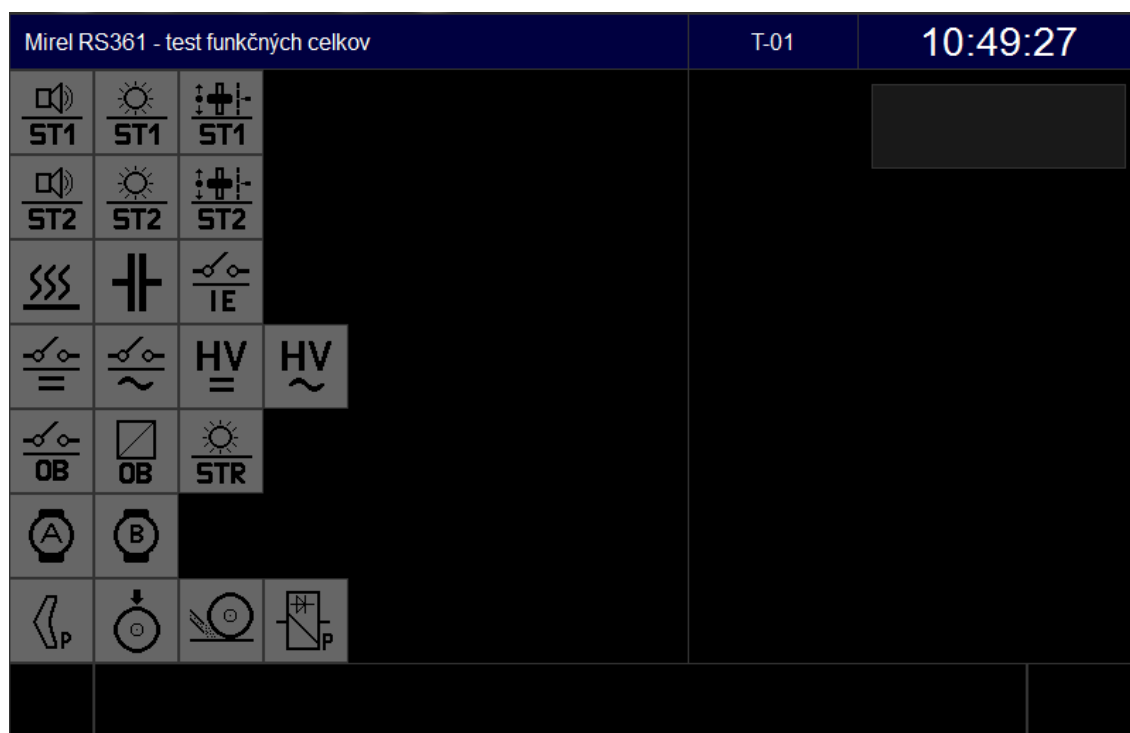 Mirel RS361 - test funkčných celkov T-01 10:49:27
ST1 ST1 ST1
ST2 ST2 ST2
IE
HV HV
OB OB STR
A B
P P